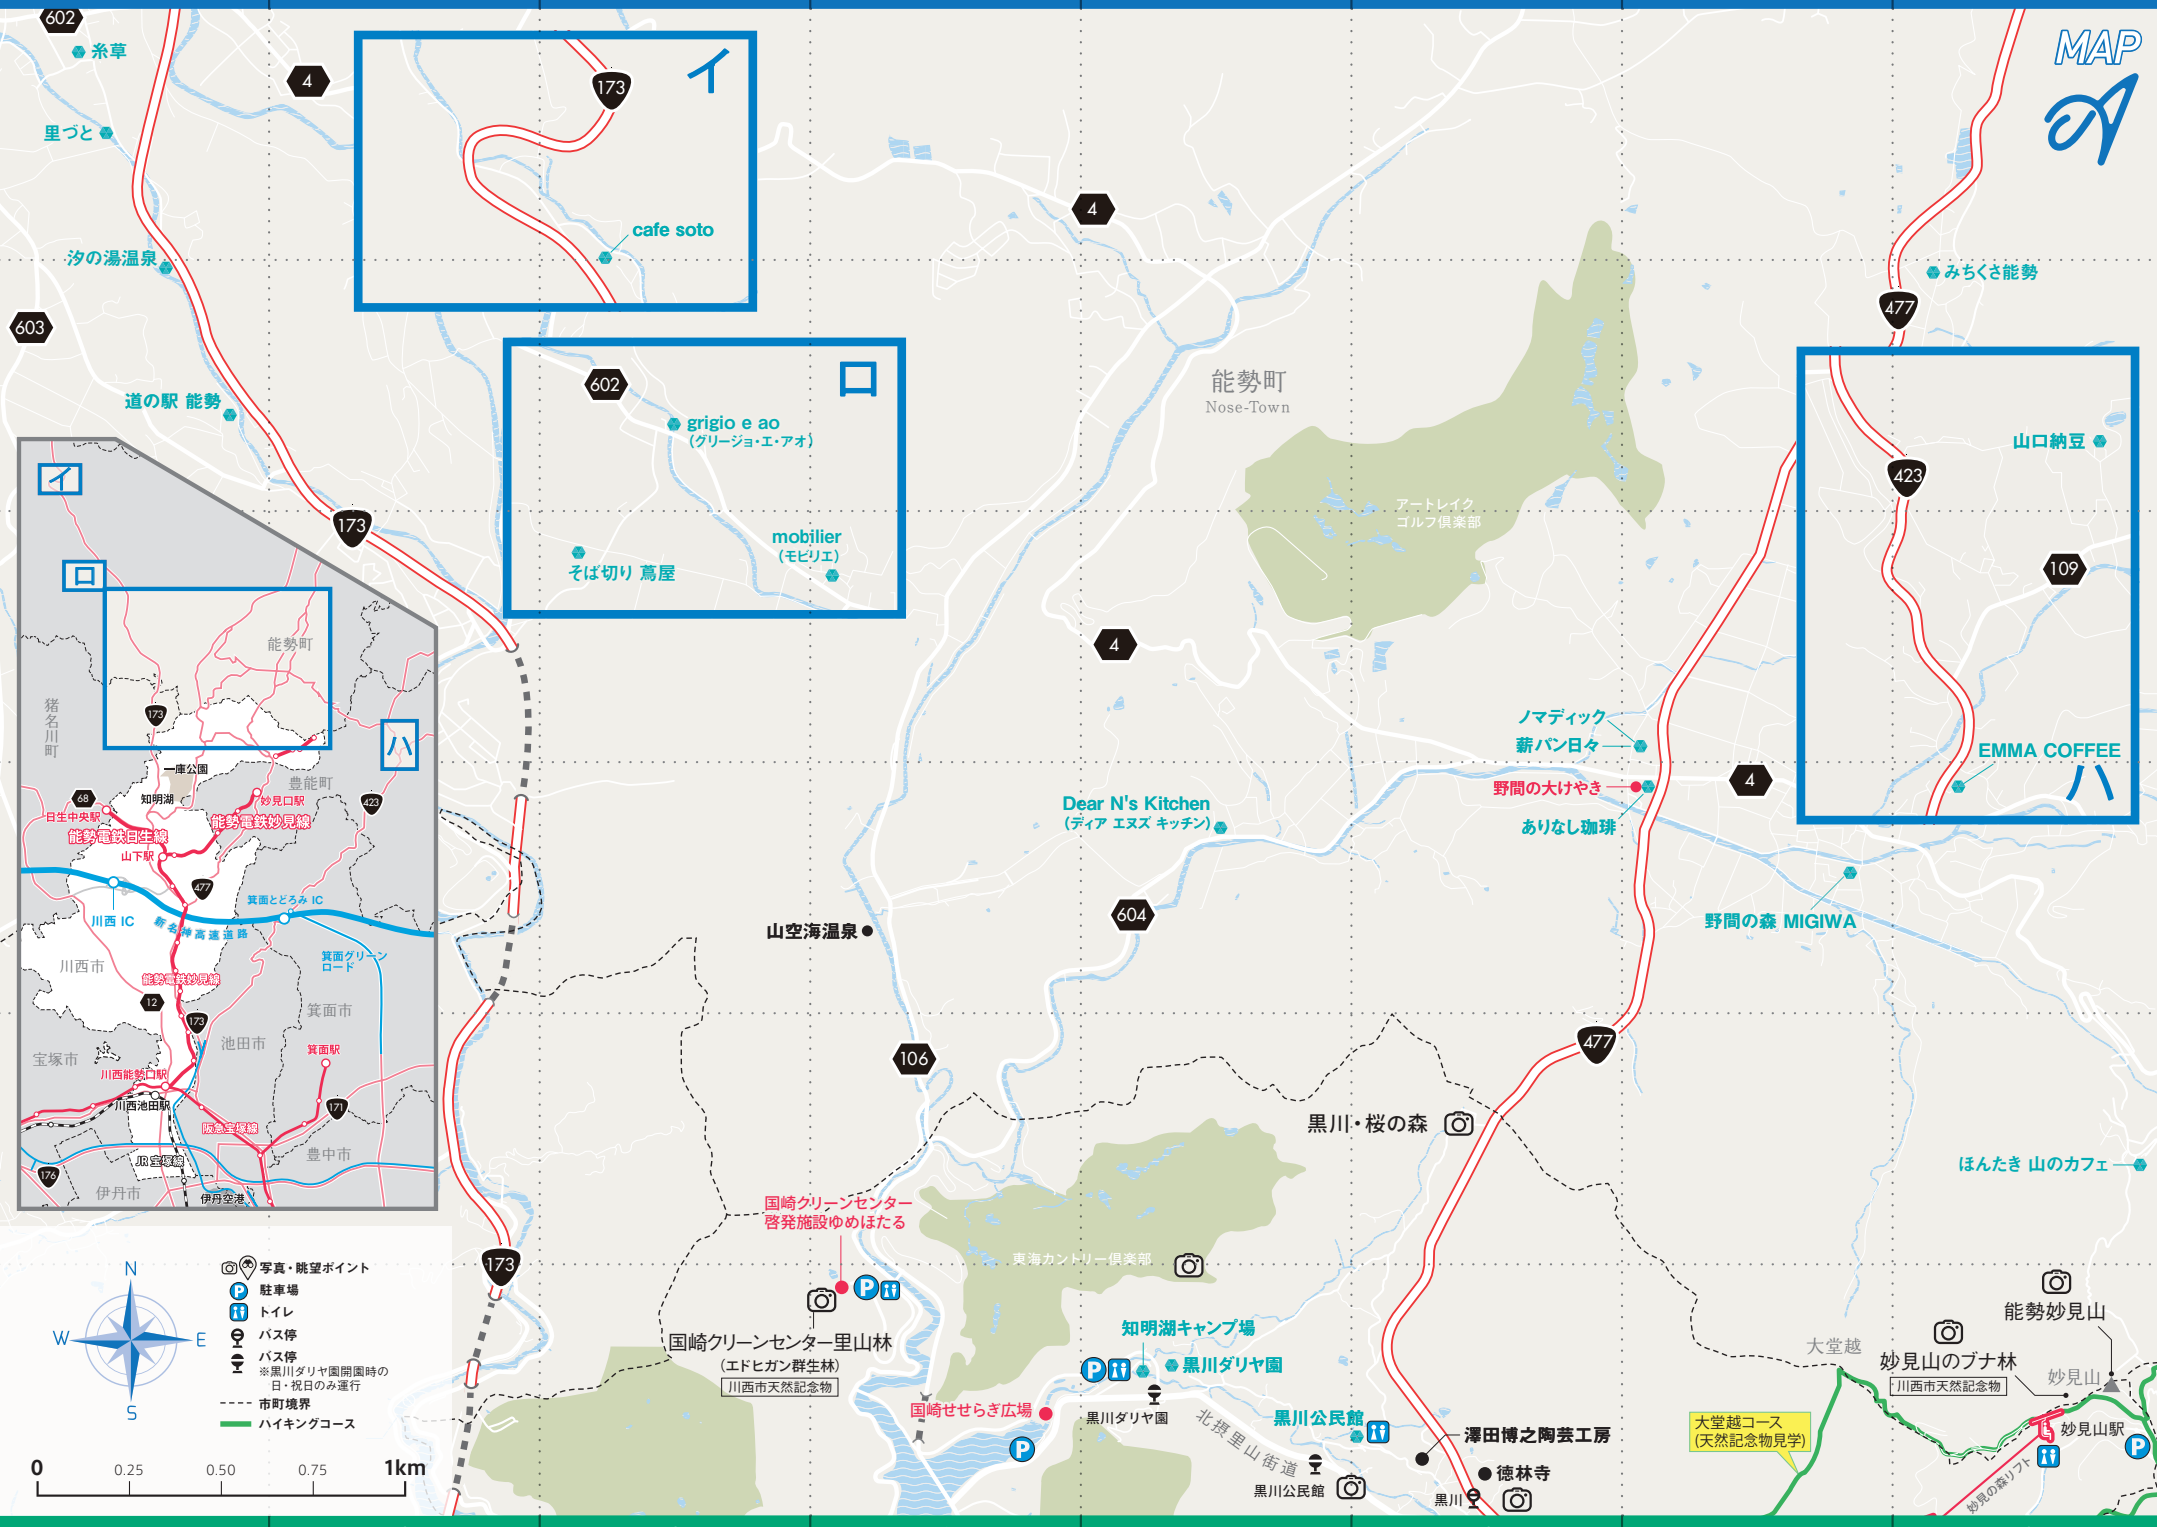 602
糸草
4
里づと
汐の湯温泉
603
道の駅 能勢
173
イ
173
cafe soto
ロ
602
grigio e ao
(グリージョ・エ・アオ)
mobilier
(モビリエ)
そば切り 蔦屋
4
能勢町
Nose-Town
アートレイク
ゴルフ倶楽部
4
MAP
A
みちくさ能勢
477
423
山口納豆
109
EMMA COFFEE
ハ
ノマディック
薪パン日々
野間の大けやき
ありなし珈琲
4
野間の森 MIGIWA
Dear N's Kitchen
(ディア エヌズ キッチン)
604
山空海温泉
106
477
黒川・桜の森
ほんたき 山のカフェ
国崎クリーンセンター
啓発施設ゆめほたる
P
東海カントリー倶楽部
国崎クリーンセンター里山林
(エドヒガン群生林)
川西市天然記念物
知明湖キャンプ場
P
黒川ダリヤ園
国崎せせらぎ広場
P
黒川ダリヤ園
北摂里山街道
黒川公民館
黒川公民館
澤田博之陶芸工房
徳林寺
黒川
能勢妙見山
大堂越
妙見山のブナ林
川西市天然記念物
妙見山
大堂越コース
(天然記念物見学)
妙見山駅
P
妙見の森リフト
173
イ
ロ
能勢町
猪名川町
173
ハ
一庫公園
豊能町
68
知明湖
妙見口駅
423
日生中央駅
能勢電鉄妙見線
能勢電鉄日生線
山下駅
477
川西 IC
新名神高速道路
箕面とどろみ IC
箕面グリーン
ロード
川西市
能勢電鉄妙見線
12
173
箕面市
池田市
宝塚市
箕面駅
川西能勢口駅
川西池田駅
171
阪急宝塚線
豊中市
JR 宝塚線
176
伊丹市
伊丹空港
N
W
E
S
写真・眺望ポイント
P
駐車場
トイレ
バス停
バス停
※黒川ダリヤ園開園時の
日・祝日のみ運行
市町境界
ハイキングコース
0
0.25
0.50
0.75
1km